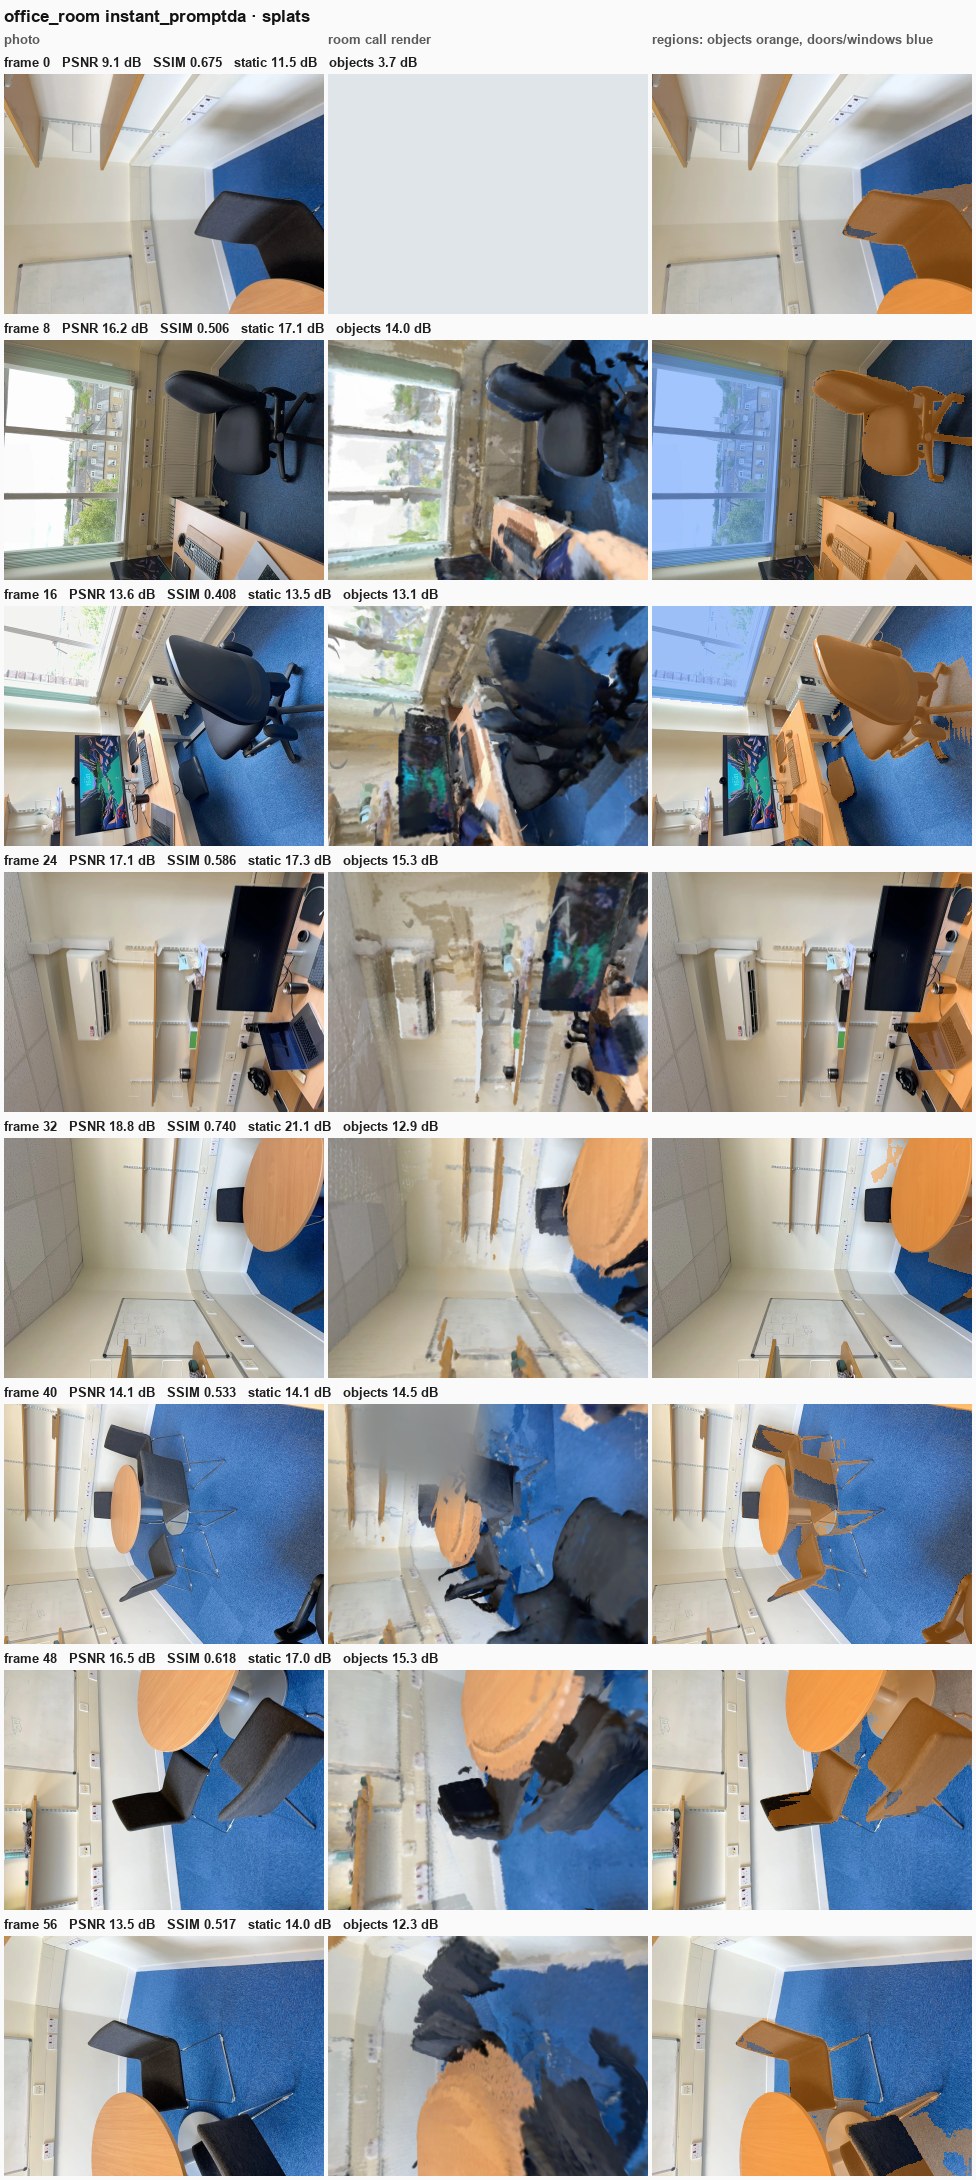 office_room instant_promptda · splats
photo room call render regions: objects orange, doors/windows blue
frame 0 PSNR 9.1 dB SSIM 0.675 static 11.5 dB objects 3.7 dB
frame 8 PSNR 16.2 dB SSIM 0.506 static 17.1 dB objects 14.0 dB
frame 16 PSNR 13.6 dB SSIM 0.408 static 13.5 dB objects 13.1 dB
frame 24 PSNR 17.1 dB SSIM 0.586 static 17.3 dB objects 15.3 dB
frame 32 PSNR 18.8 dB SSIM 0.740 static 21.1 dB objects 12.9 dB
frame 40 PSNR 14.1 dB SSIM 0.533 static 14.1 dB objects 14.5 dB
frame 48 PSNR 16.5 dB SSIM 0.618 static 17.0 dB objects 15.3 dB
frame 56 PSNR 13.5 dB SSIM 0.517 static 14.0 dB objects 12.3 dB